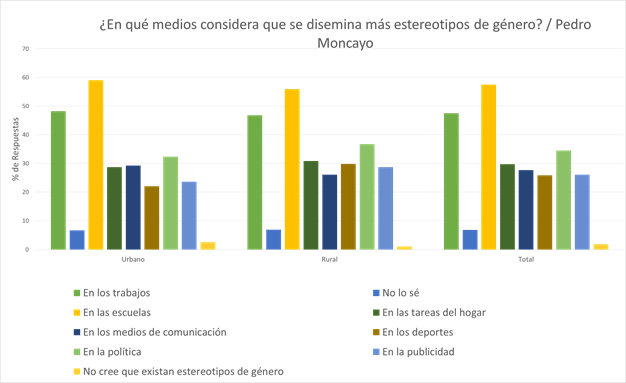 ¿En qué medios considera que se disemina más estereotipos de género? / Pedro
Moncayo
70
60
50
40
30
20
10
0
% de Respuestas
Urbano Rural Total
En los trabajos No lo sé
En las escuelas En las tareas del hogar
En los medios de comunicación En los deportes
En la política En la publicidad
No cree que existan estereotipos de género